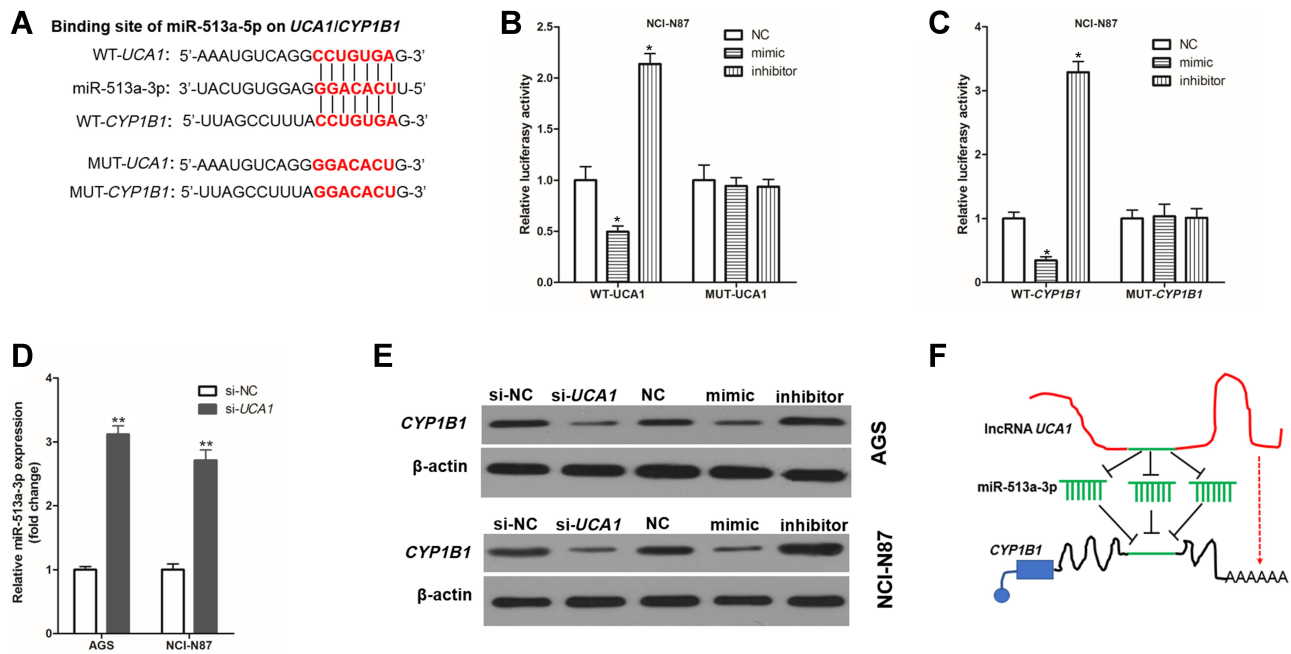 A
Binding site of miR-513a-5p on UCA1/CYP1B1
WT-UCA1: 5’-AAAUGUCAGGCCUGUGAG-3’
miR-513a-3p: 3’-UACUGUGGAGGGACACUU-5’
WT-CYP1B1: 5’-UUAGCCUUUACCUGUGAG-3’
MUT-UCA1: 5’-AAAUGUCAGGGGACACUG-3’
MUT-CYP1B1: 5’-UUAGCCUUUAGGACACUG-3’
B
NCI-N87
NC
mimic
inhibitor
Relative luciferasy activity
2.5
2.0
1.5
1.0
0.5
0.0
*
*
WT-UCA1
MUT-UCA1
C
NCI-N87
NC
mimic
inhibitor
Relative luciferasy activity
4
3
2
1
0
*
*
WT-CYP1B1
MUT-CYP1B1
D
si-NC
si-UCA1
Relative miR-513a-3p expression
(fold change)
4
3
2
1
0
**
**
AGS
NCI-N87
E
si-NC si-UCA1 NC mimic inhibitor
CYP1B1
β-actin
AGS
si-NC si-UCA1 NC mimic inhibitor
CYP1B1
β-actin
NCI-N87
F
lncRNA UCA1
miR-513a-3p
CYP1B1
AAAAAA